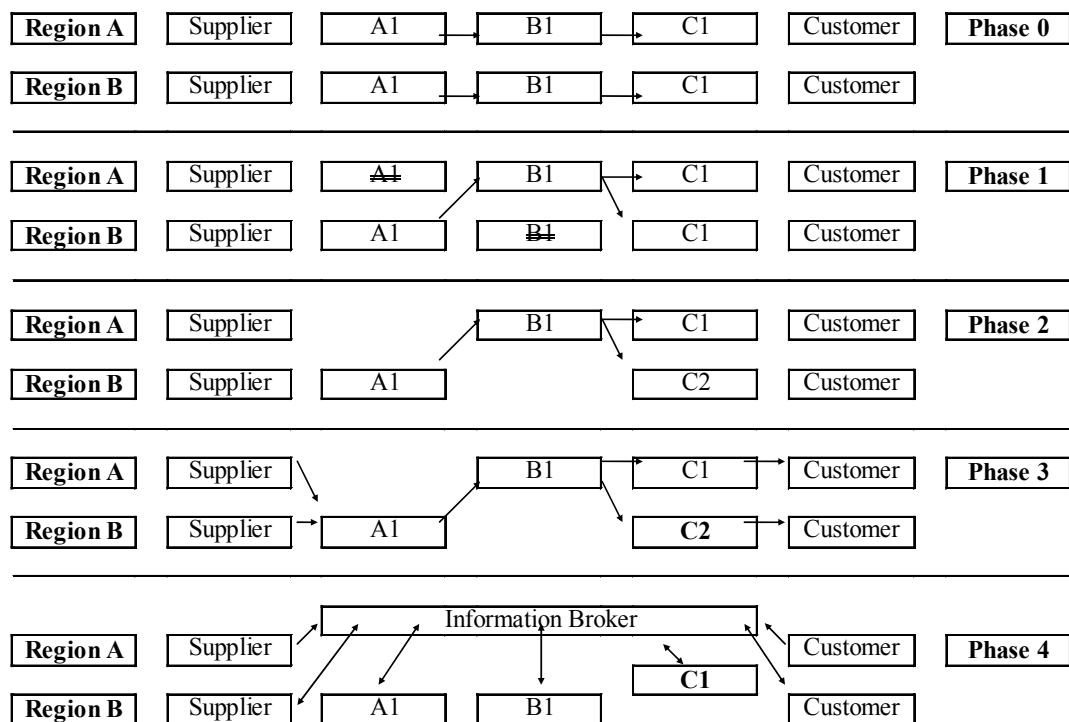 Region A Supplier A1 B1 C1 Customer Phase 0
Region B Supplier A1 B1 C1 Customer
Region A Supplier A1 B1 C1 Customer Phase 1
Region B Supplier A1 B1 C1 Customer
Region A Supplier B1 C1 Customer Phase 2
Region B Supplier A1 C2 Customer
Region A Supplier B1 C1 Customer Phase 3
Region B Supplier A1 C2 Customer
Information Broker
Region A Supplier Customer Phase 4
C1
Region B Supplier A1 B1 Customer